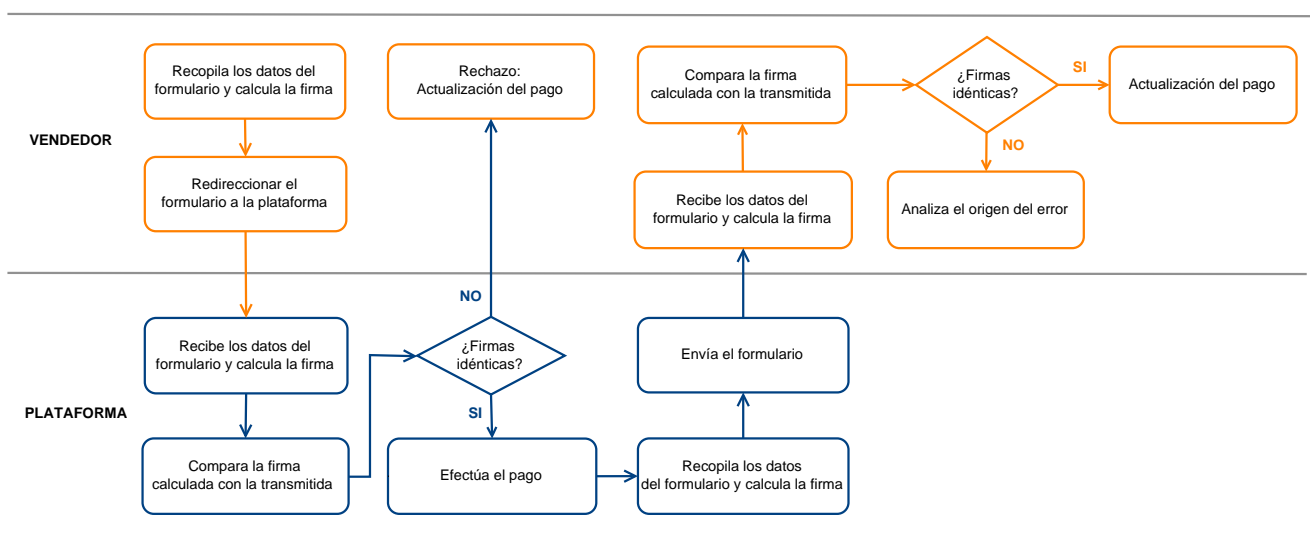 VENDEDOR
Recopila los datos del
formulario y calcula la firma
Redireccionar el
formulario a la plataforma
Rechazo:
Actualización del pago
Compara la firma
calculada con la transmitida
¿Firmas
idénticas?
SI
Actualización del pago
NO
Recibe los datos del
formulario y calcula la firma
Analiza el origen del error
PLATAFORMA
Recibe los datos del
formulario y calcula la firma
Compara la firma
calculada con la transmitida
NO
¿Firmas
idénticas?
SI
Efectúa el pago
Envía el formulario
Recopila los datos
del formulario y calcula la firma